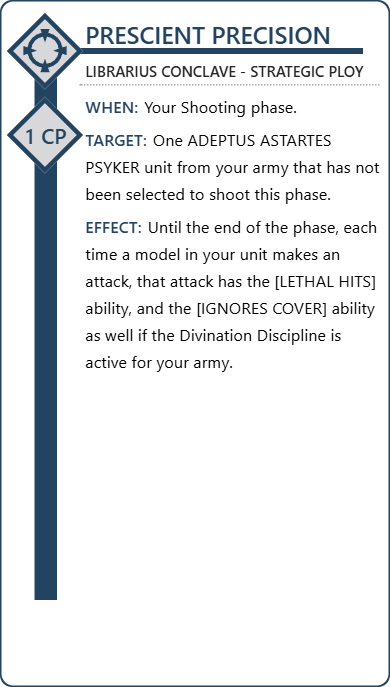 PRESCIENT PRECISION
LIBRARIUS CONCLAVE - STRATEGIC PLOY
1 CP
WHEN: Your Shooting phase.
TARGET: One ADEPTUS ASTARTES
PSYKER unit from your army that has not
been selected to shoot this phase.
EFFECT: Until the end of the phase, each
time a model in your unit makes an
attack, that attack has the [LETHAL HITS]
ability, and the [IGNORES COVER] ability
as well if the Divination Discipline is
active for your army.